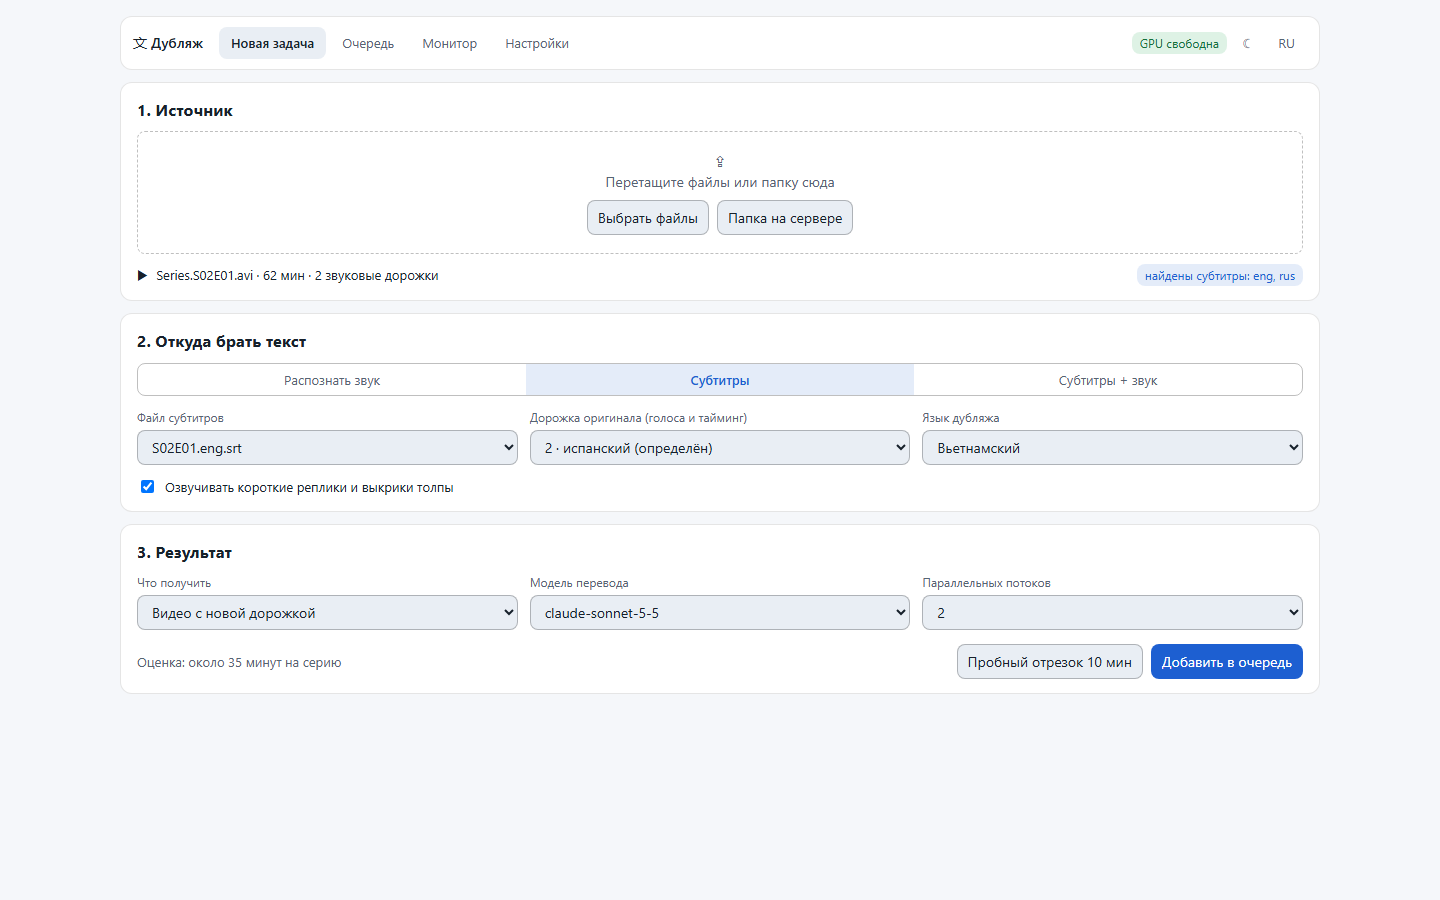 文 Дубляж Новая задача Очередь Монитор Настройки GPU свободна ☾ RU
1. Источник
⇪
Перетащите файлы или папку сюда
Выбрать файлы Папка на сервере
▶ Series.S02E01.avi · 62 мин · 2 звуковые дорожки найдены субтитры: eng, rus
2. Откуда брать текст
Распознать звук Субтитры Субтитры + звук
Файл субтитров Дорожка оригинала (голоса и тайминг) Язык дубляжа
S02E01.eng.srt 2 · испанский (определён) Вьетнамский
Озвучивать короткие реплики и выкрики толпы
3. Результат
Что получить Модель перевода Параллельных потоков
Видео с новой дорожкой claude-sonnet-5-5 2
Оценка: около 35 минут на серию Пробный отрезок 10 мин Добавить в очередь